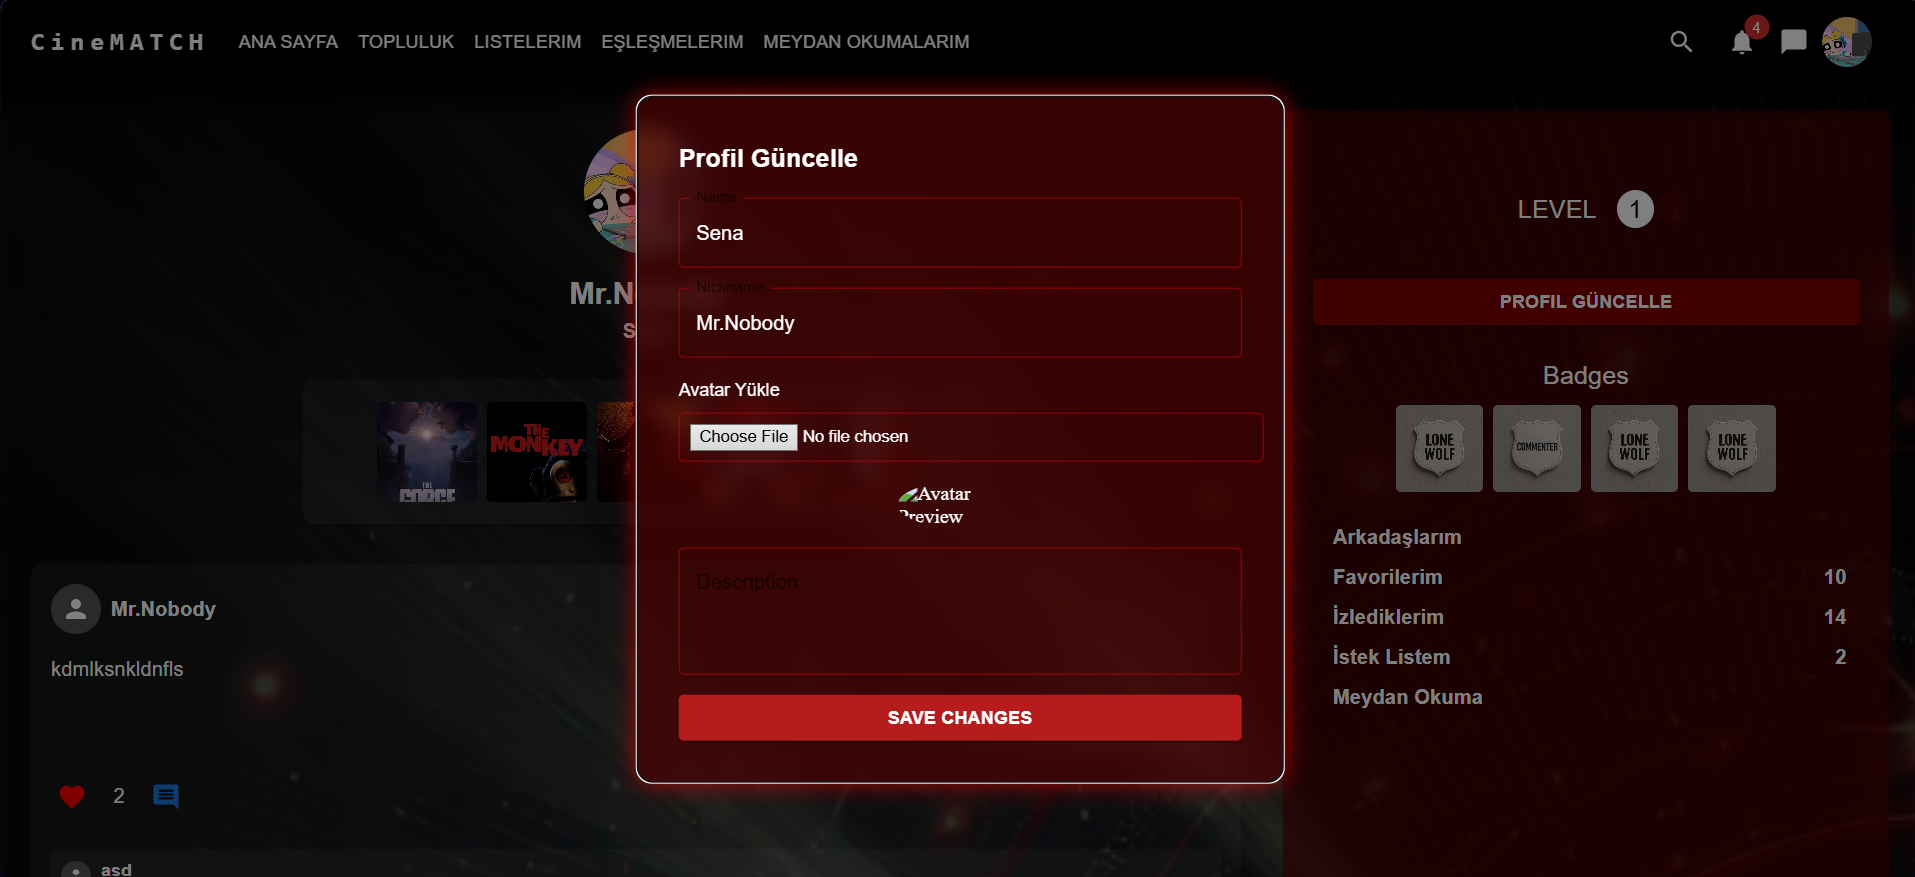 CineMATCH ANA SAYFA TOPLULUK LISTELERIM EŞLEŞMELERIM MEYDAN OKUMALARIM 4
Profil Güncelle
Name
Sena
Nickname
Mr.Nobody
Avatar Yükle
Choose File No file chosen
Avatar
Preview
Description
SAVE CHANGES
Mr.N
S
THE GORGE
THE
MONKEY
Mr.Nobody
kdmlksnkldnfls
2
asd
LEVEL 1
PROFIL GÜNCELLE
Badges
LONE WOLF
COMMENTER
LONE WOLF
LONE WOLF
Arkadaşlarım
Favorilerim 10
İzlediklerim 14
İstek Listem 2
Meydan Okuma